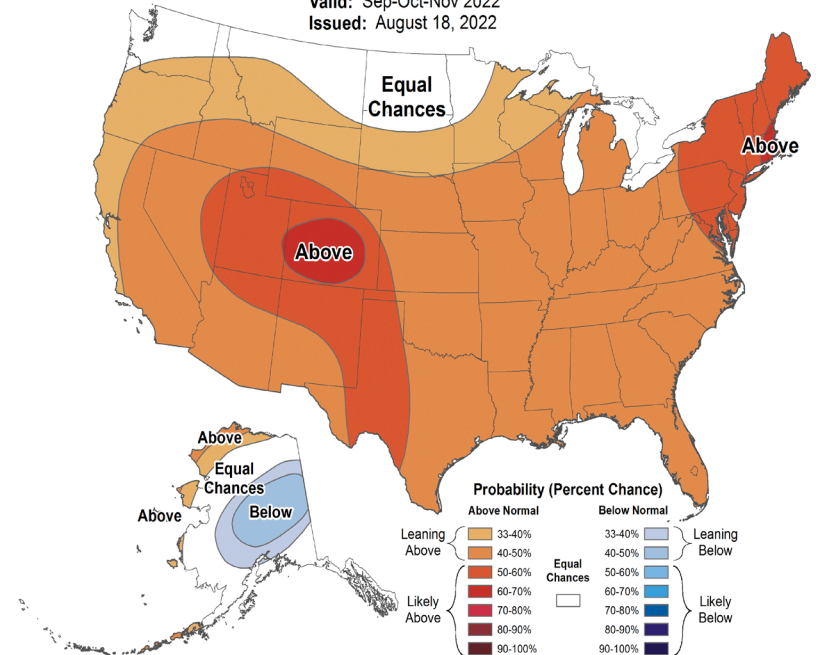 Valid: Sep-Oct-Nov 2022
Issued: August 18, 2022
Equal
Chances
Above
Above
Above
Equal
Chances
Above
Below
Probability (Percent Chance)
Above Normal
Below Normal
Leaning
Above
33-40%
40-50%
Likely
Above
50-60%
60-70%
70-80%
80-90%
90-100%
Equal
Chances
33-40%
40-50%
Leaning
Below
50-60%
60-70%
70-80%
80-90%
90-100%
Likely
Below